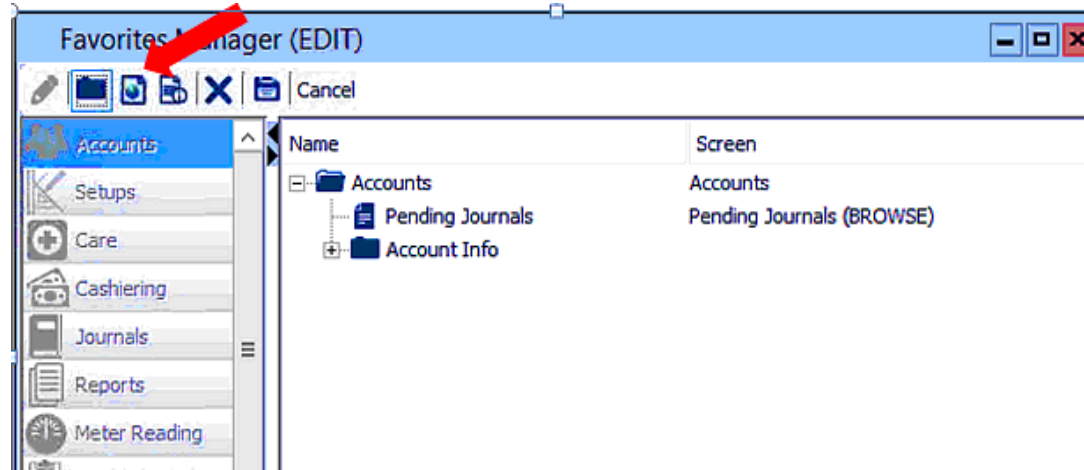 Favorites Manager (EDIT)
Cancel
Accounts
Setups
Care
Cashiering
Journals
Reports
Meter Reading
Name Screen
Accounts Accounts
Pending Journals Pending Journals (BROWSE)
Account Info